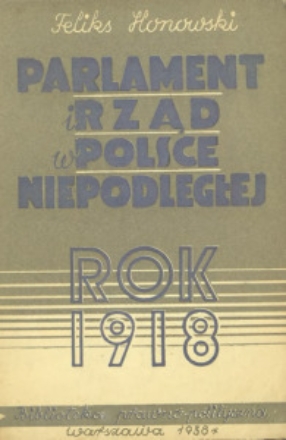 Feliks Honowski
PARLAMENT
i RZĄD
w POLSCE
NIEPODLEGŁEJ
ROK
1918
Biblioteka prawno-polityczna
Warszawa 1938 r